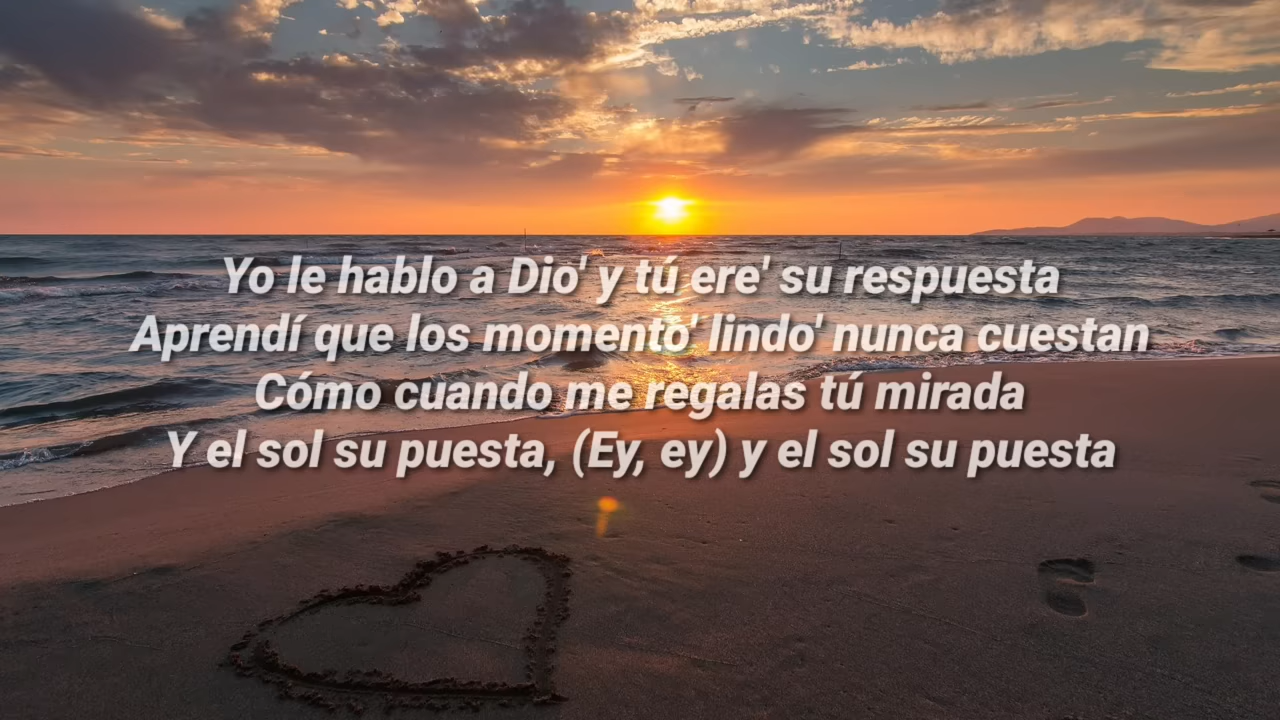 Yo le hablo a Dio' y tú ere' su respuesta
Aprendí que los momento' lindo' nunca cuestan
Cómo cuando me regalas tú mirada
Y el sol su puesta, (Ey, ey) y el sol su puesta